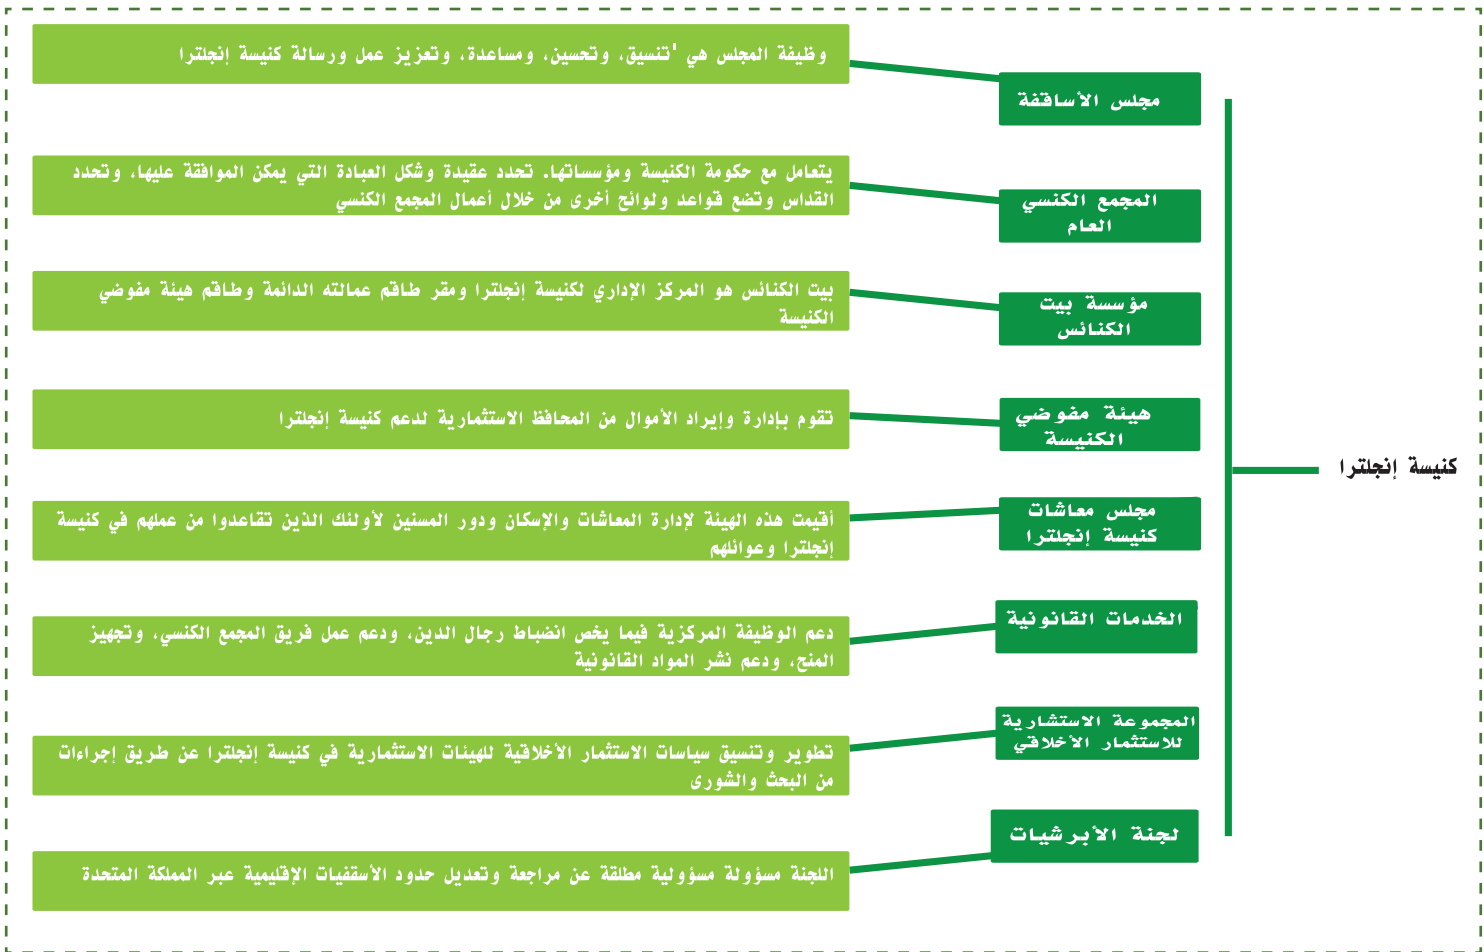 كنيسة إنجلترا
مجلس الأساقفة
وظيفة المجلس هي 'تنسيق، وتحسين، ومساعدة، وتعزيز عمل ورسالة كنيسة إنجلترا
المجمع الكنسي
العام
يتعامل مع حكومة الكنيسة ومؤسساتها. تحدد عقيدة وشكل العبادة التي يمكن الموافقة عليها، وتحدد
القداس وتضع قواعد ولوائح أخرى من خلال أعمال المجمع الكنسي
مؤسسة بيت
الكنائس
بيت الكنائس هو المركز الإداري لكنيسة إنجلترا ومقر طاقم عمالته الدائمة وطاقم هيئة مفوضي
الكنيسة
هيئة مفوضي
الكنيسة
تقوم بإدارة وإيراد الأموال من المحافظ الاستثمارية لدعم كنيسة إنجلترا
مجلس معاشات
كنيسة إنجلترا
أقيمت هذه الهيئة لإدارة المعاشات والإسكان ودور المسنين لأولئك الذين تقاعدوا من عملهم في كنيسة
إنجلترا وعوائلهم
الخدمات القانونية
دعم الوظيفة المركزية فيما يخص انضباط رجال الدين، ودعم عمل فريق المجمع الكنسي، وتجهيز
المنح، ودعم نشر المواد القانونية
المجموعة الاستشارية
للاستثمار الأخلاقي
تطوير وتنسيق سياسات الاستثمار الأخلاقية للهيئات الاستثمارية في كنيسة إنجلترا عن طريق إجراءات
من البحث والشورى
لجنة الأبرشيات
اللجنة مسؤولة مسؤولية مطلقة عن مراجعة وتعديل حدود الأسقفيات الإقليمية عبر المملكة المتحدة